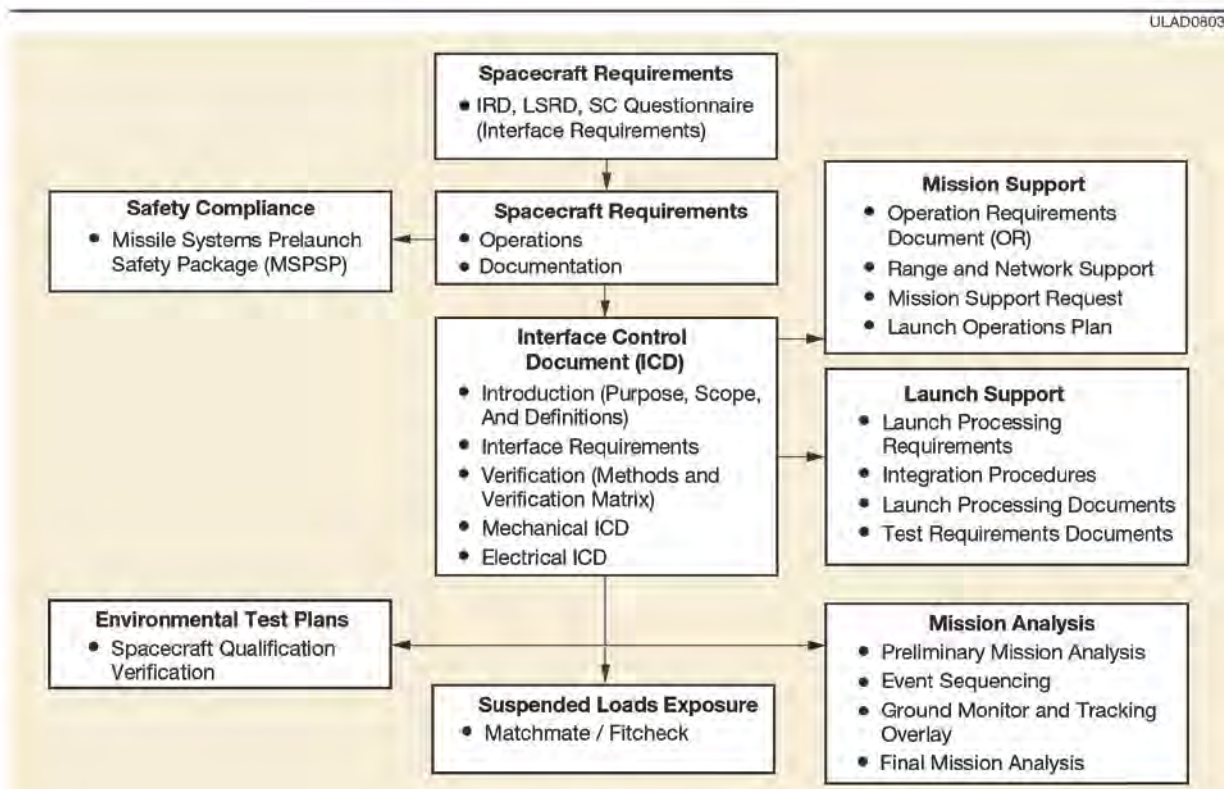 ULAD0803
Spacecraft Requirements
• IRD, LSRD, SC Questionnaire
(Interface Requirements)
Safety Compliance
• Missile Systems Prelaunch
Safety Package (MSPSP)
Spacecraft Requirements
• Operations
• Documentation
Mission Support
• Operation Requirements
Document (OR)
• Range and Network Support
• Mission Support Request
• Launch Operations Plan
Interface Control
Document (ICD)
• Introduction (Purpose, Scope,
And Definitions)
• Interface Requirements
• Verification (Methods and
Verification Matrix)
• Mechanical ICD
• Electrical ICD
Launch Support
• Launch Processing
Requirements
• Integration Procedures
• Launch Processing Documents
• Test Requirements Documents
Environmental Test Plans
• Spacecraft Qualification
Verification
Suspended Loads Exposure
• Matchmate / Fitcheck
Mission Analysis
• Preliminary Mission Analysis
• Event Sequencing
• Ground Monitor and Tracking
Overlay
• Final Mission Analysis